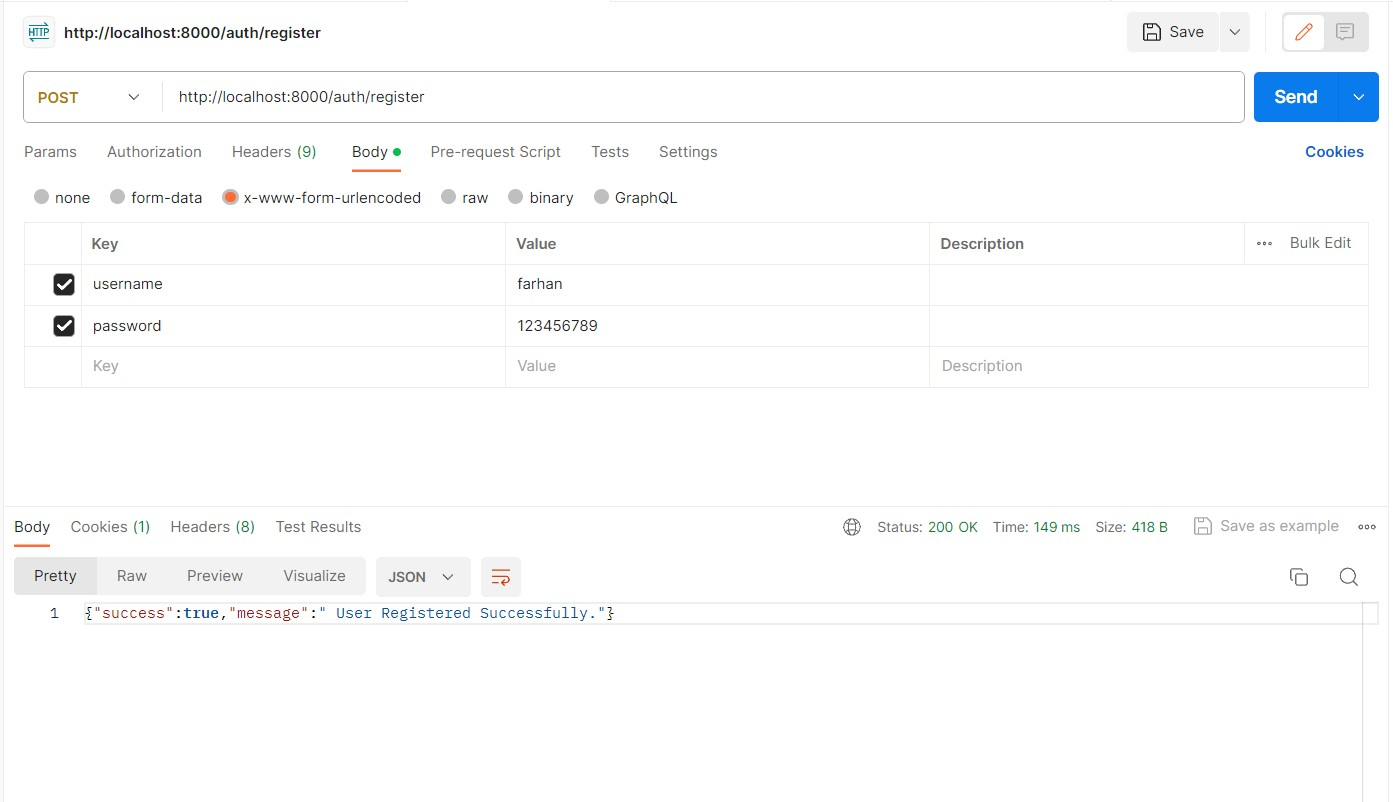 HTTP http://localhost:8000/auth/register Save
POST http://localhost:8000/auth/register Send
Params Authorization Headers (9) Body Pre-request Script Tests Settings Cookies
none form-data x-www-form-urlencoded raw binary GraphQL
Key Value Description Bulk Edit
username farhan
password 123456789
Key Value Description
Body Cookies (1) Headers (8) Test Results Status: 200 OK Time: 149 ms Size: 418 B Save as example
Pretty Raw Preview Visualize JSON
1 {"success":true,"message":" User Registered Successfully."}